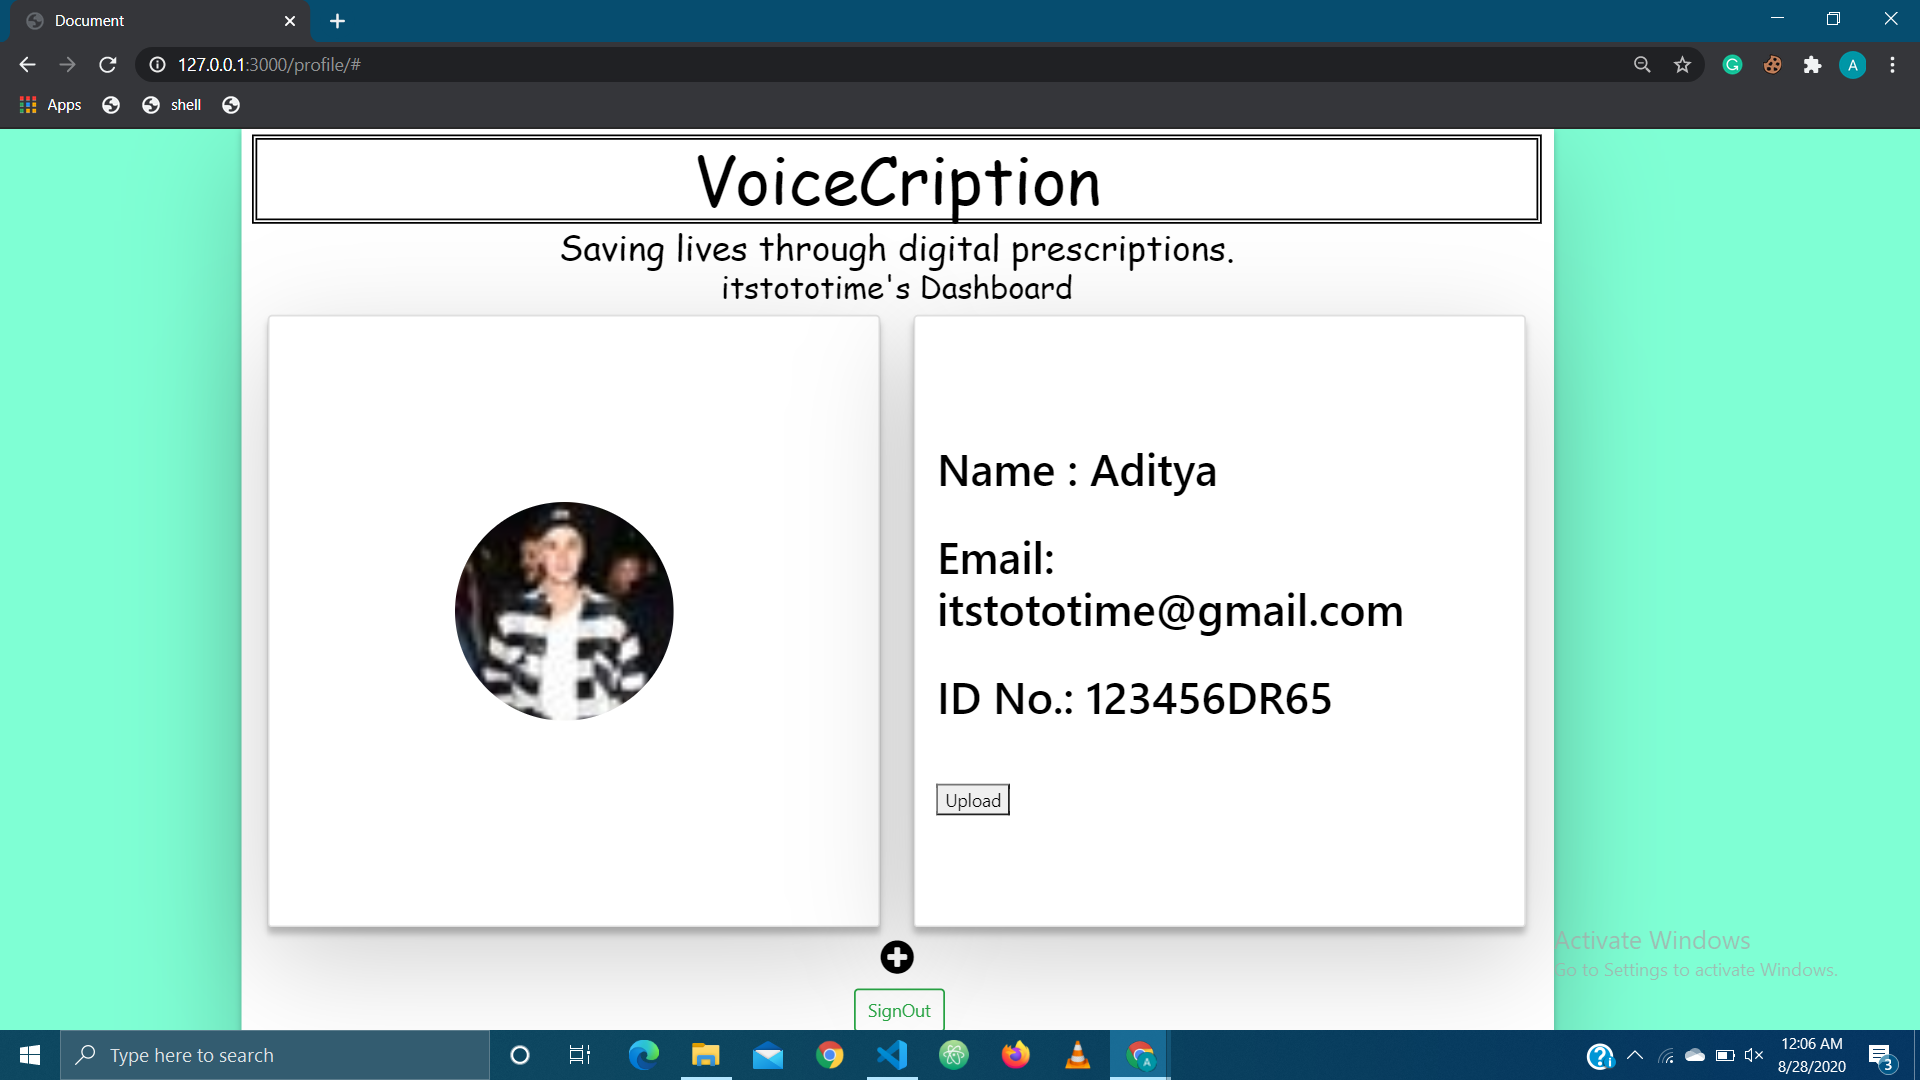 Document
127.0.0.1:3000/profile/#
A
Apps
shell
VoiceCription
Saving lives through digital prescriptions.
itstototime's Dashboard
Name : Aditya
Email:
itstototime@gmail.com
ID No.: 123456DR65
Upload
SignOut
Activate Windows
Go to Settings to activate Windows.
Type here to search
12:06 AM
8/28/2020
3